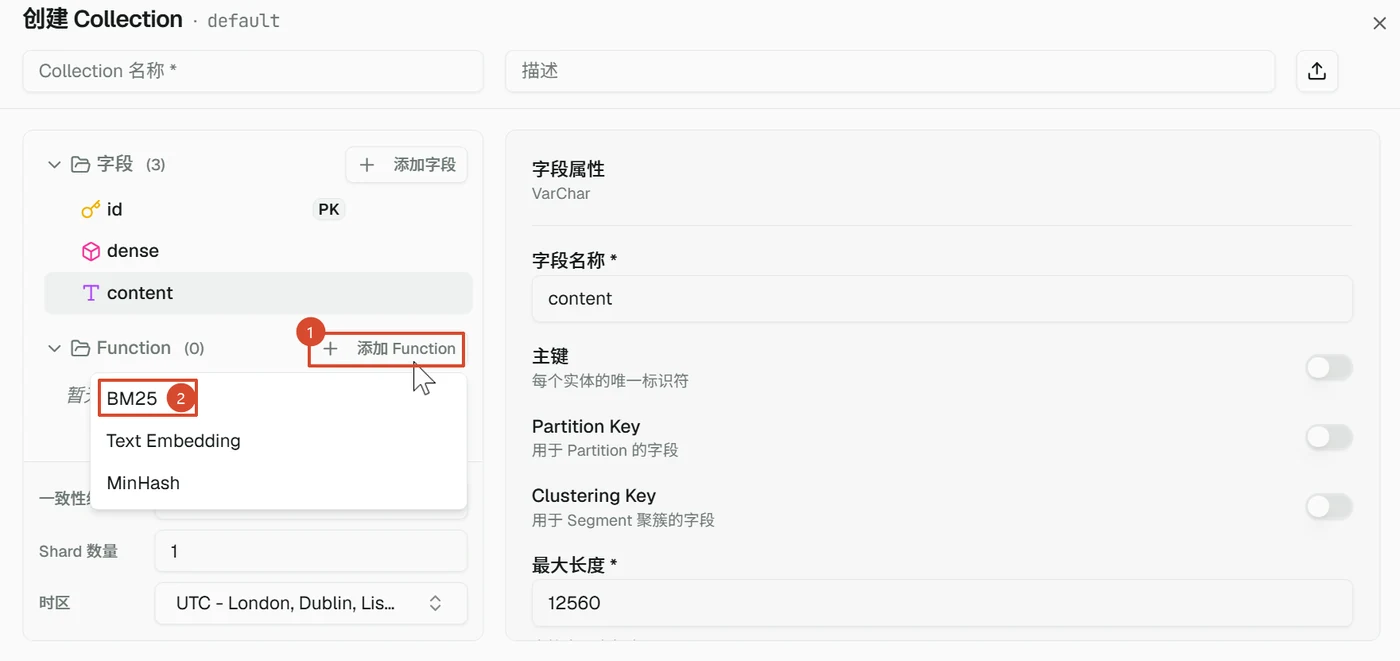 创建 Collection · default
Collection 名称 *
描述
字段 (3)
添加字段
id
PK
dense
content
Function (0)
1
添加 Function
暂
BM25
2
Text Embedding
MinHash
一致性
Shard 数量
1
时区
UTC - London, Dublin, Lis...
字段属性
VarChar
字段名称 *
content
主键
每个实体的唯一标识符
Partition Key
用于 Partition 的字段
Clustering Key
用于 Segment 聚簇的字段
最大长度 *
12560